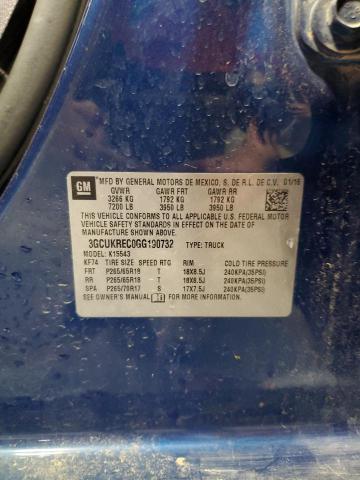 GM
MFD BY GENERAL MOTORS DE MEXICO, S. DE R.L. DE C.V. 01/16
GVWR GAWR FRT GAWR RR
3266 KG 1792 KG 1792 KG
7200 LB 3950 LB 3950 LB
THIS VEHICLE CONFORMS TO ALL APPLICABLE U.S. FEDERAL MOTOR
VEHICLE SAFETY STANDARDS IN EFFECT ON THE DATE
OF MANUFACTURE SHOWN ABOVE.
3GCUKREC0GG190732 TYPE: TRUCK
MODEL: K15543
KF74 TIRE SIZE SPEED RTG RIM COLD TIRE PRESSURE
FRT P265/65R18 T 18X8.5J 240KPA(35PSI)
RR P265/65R18 T 18X8.5J 240KPA(35PSI)
SPA P265/70R17 S 17X7.5J 240KPA(35PSI)
SEE OWNER'S MANUAL FOR ADDITIONAL INFORMATION